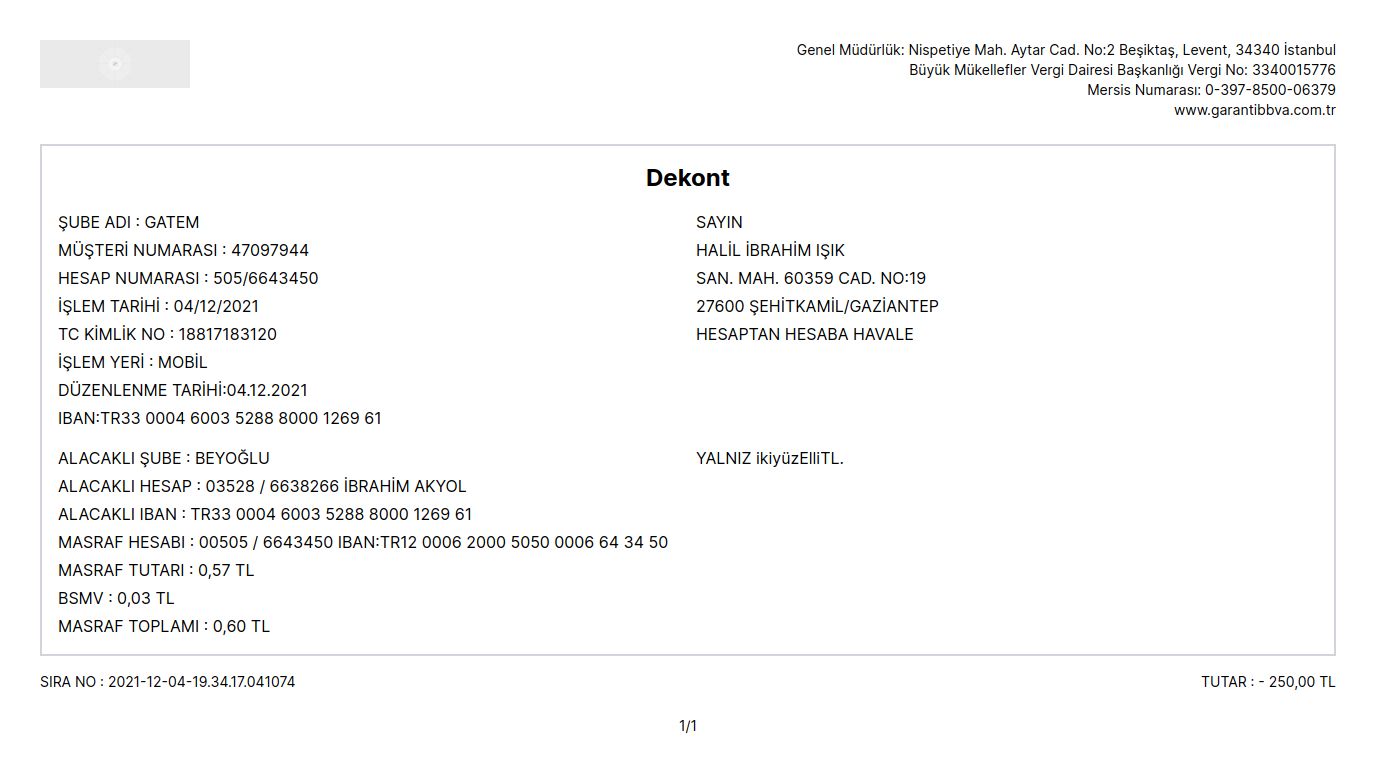 Genel Müdürlük: Nispetiye Mah. Aytar Cad. No:2 Beşiktaş, Levent, 34340 İstanbul
Büyük Mükellefler Vergi Dairesi Başkanlığı Vergi No: 3340015776
Mersis Numarası: 0-397-8500-06379
www.garantibbva.com.tr
Dekont
ŞUBE ADI : GATEM
MÜŞTERİ NUMARASI : 47097944
HESAP NUMARASI : 505/6643450
İŞLEM TARİHİ : 04/12/2021
TC KİMLİK NO : 18817183120
İŞLEM YERİ : MOBİL
DÜZENLENME TARİHİ:04.12.2021
IBAN:TR33 0004 6003 5288 8000 1269 61
SAYIN
HALİL İBRAHİM IŞIK
SAN. MAH. 60359 CAD. NO:19
27600 ŞEHİTKAMİL/GAZİANTEP
HESAPTAN HESABA HAVALE
ALACAKLI ŞUBE : BEYOĞLU
ALACAKLI HESAP : 03528 / 6638266 İBRAHİM AKYOL
ALACAKLI IBAN : TR33 0004 6003 5288 8000 1269 61
MASRAF HESABI : 00505 / 6643450 IBAN:TR12 0006 2000 5050 0006 64 34 50
MASRAF TUTARI : 0,57 TL
BSMV : 0,03 TL
MASRAF TOPLAMI : 0,60 TL
YALNIZ ikiyüzElliTL.
SIRA NO : 2021-12-04-19.34.17.041074
TUTAR : - 250,00 TL
1/1